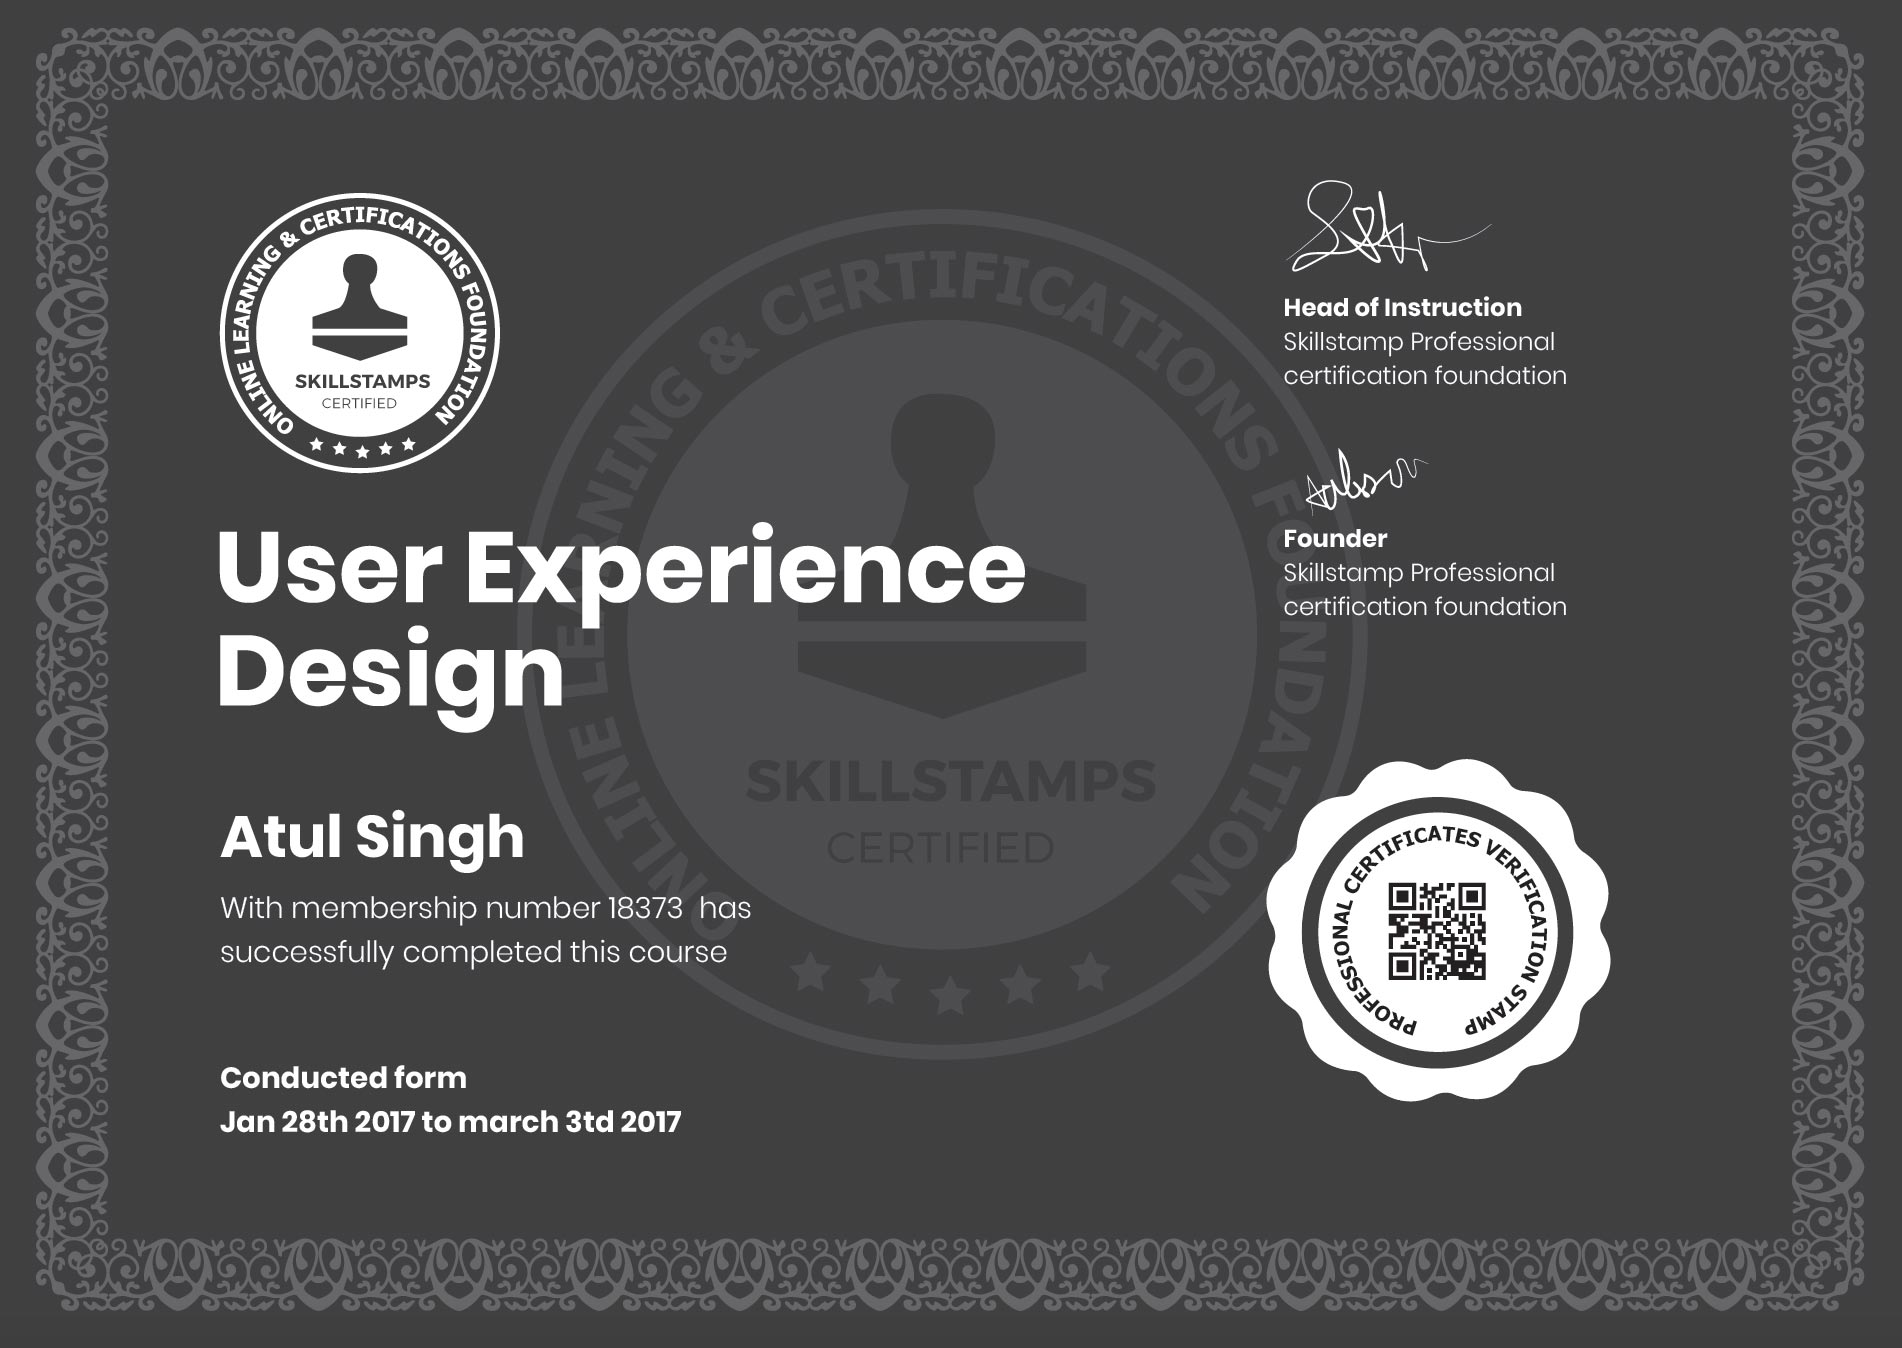 ONLINE LEARNING & CERTIFICATIONS FOUNDATION
SKILLSTAMPS
CERTIFIED
User Experience
Design
Atul Singh
With membership number 18373  has
successfully completed this course
Conducted form
Jan 28th 2017 to march 3td 2017
Head of Instruction
Skillstamp Professional
certification foundation
Founder
Skillstamp Professional
certification foundation
PROFESSIONAL CERTIFICATES VERIFICATION STAMP
ONLINE LEARNING & CERTIFICATIONS FOUNDATION
SKILLSTAMPS
CERTIFIED